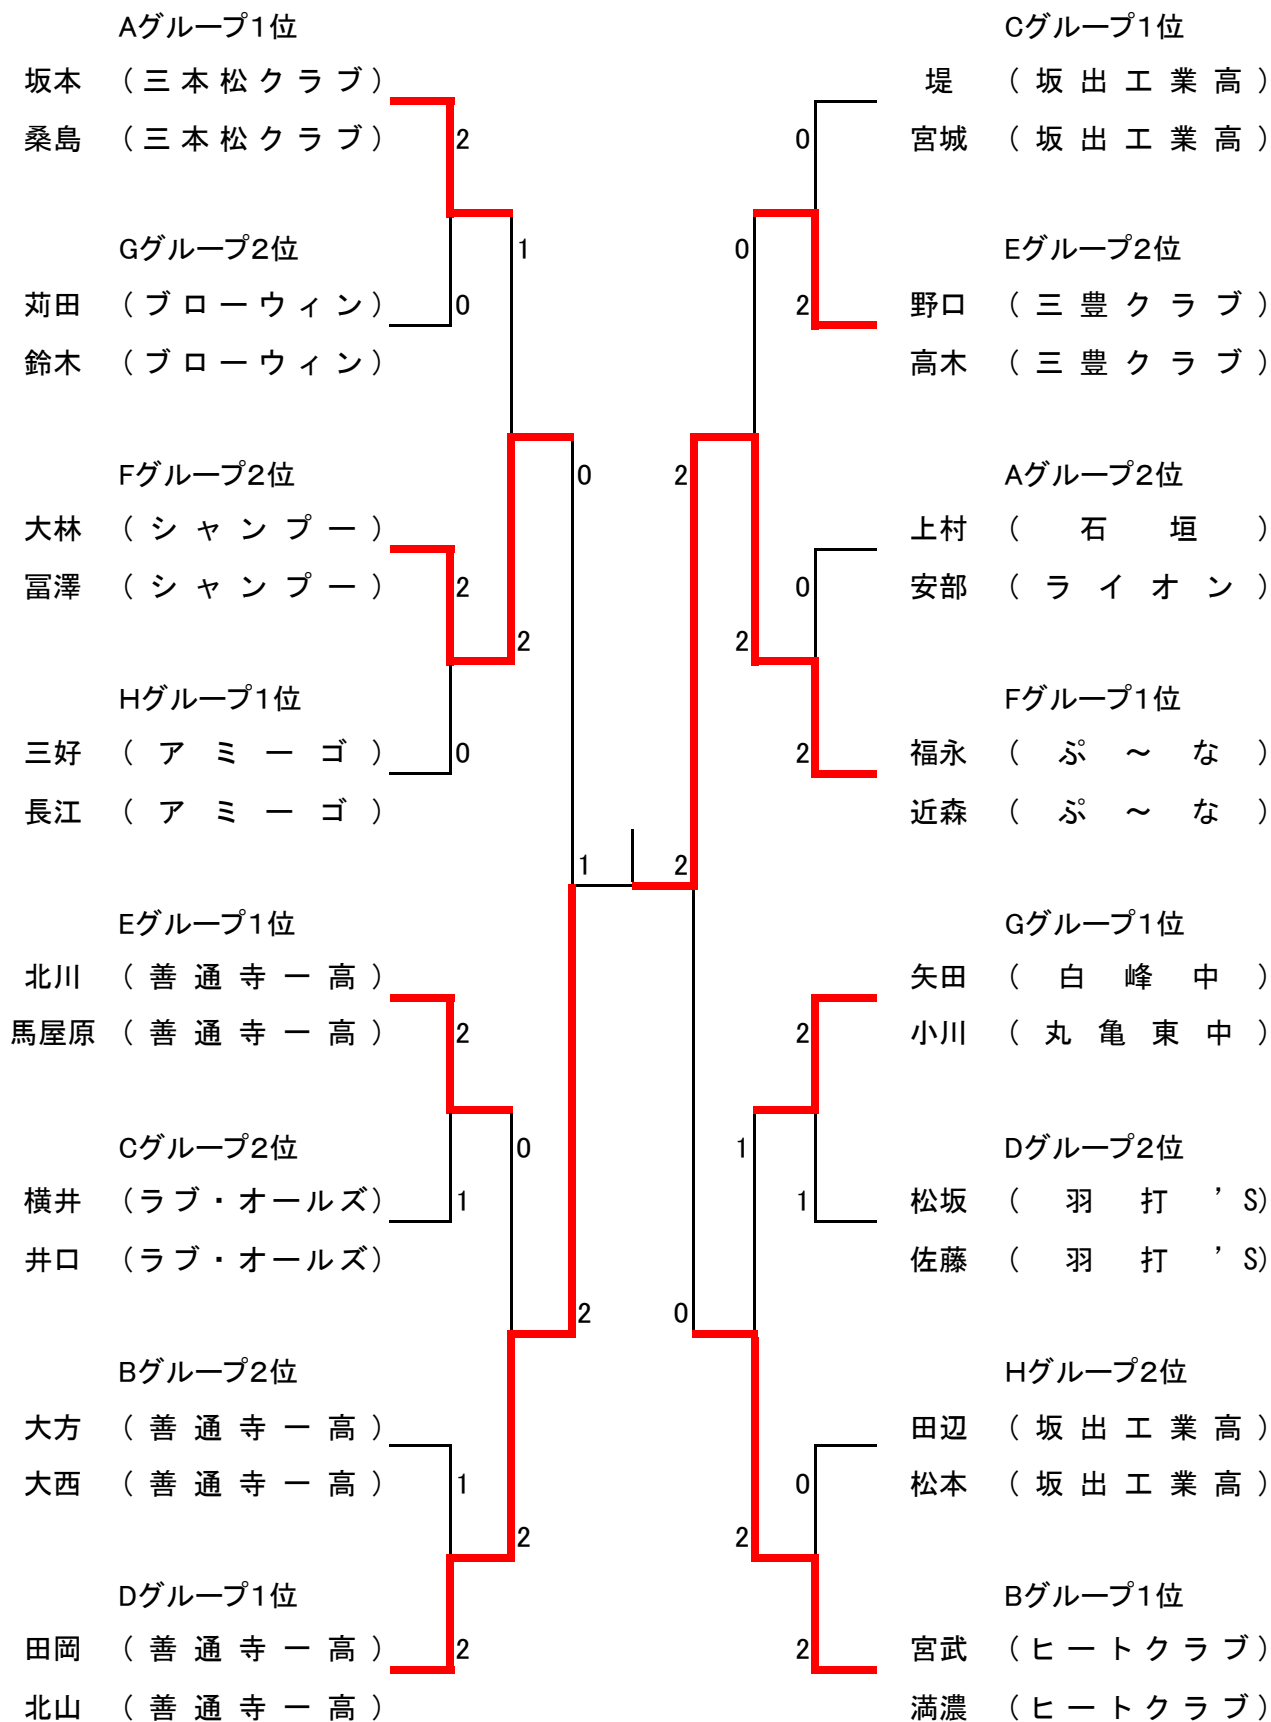 Aグループ1位
坂本 (三本松クラブ)
桑島 (三本松クラブ)
2
Gグループ2位
1
苅田 (ブローウィン)
0
鈴木 (ブローウィン)
Fグループ2位
0
大林 (シャンプー)
冨澤 (シャンプー)
2
2
Hグループ1位
三好 (アミーゴ)
0
長江 (アミーゴ)
1
Eグループ1位
北川 (善通寺一高)
馬屋原 (善通寺一高)
2
Cグループ2位
0
横井 (ラブ・オールズ)
1
井口 (ラブ・オールズ)
2
Bグループ2位
大方 (善通寺一高)
大西 (善通寺一高)
1
2
Dグループ1位
田岡 (善通寺一高)
2
北山 (善通寺一高)
Cグループ1位
堤 (坂出工業高)
0
宮城 (坂出工業高)
0
Eグループ2位
2
野口 (三豊クラブ)
高木 (三豊クラブ)
2
Aグループ2位
上村 (石垣)
0
安部 (ライオン)
2
Fグループ1位
2
福永 (ぷ～な)
近森 (ぷ～な)
2
Gグループ1位
矢田 (白峰中)
2
小川 (丸亀東中)
1
Dグループ2位
1
松坂 (羽打’S)
佐藤 (羽打’S)
0
Hグループ2位
田辺 (坂出工業高)
0
松本 (坂出工業高)
2
Bグループ1位
2
宮武 (ヒートクラブ)
満濃 (ヒートクラブ)